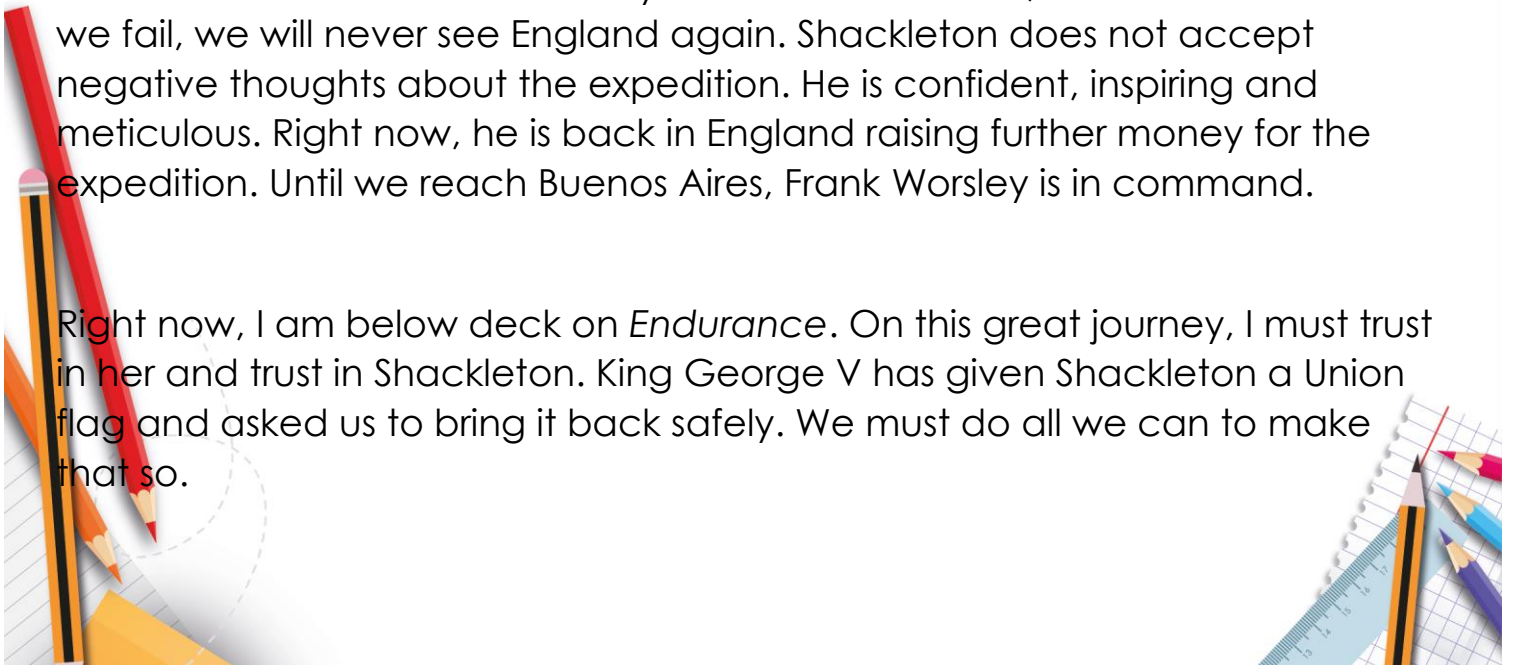 we fail, we will never see England again. Shackleton does not accept
negative thoughts about the expedition. He is confident, inspiring and
meticulous. Right now, he is back in England raising further money for the
expedition. Until we reach Buenos Aires, Frank Worsley is in command.
Right now, I am below deck on Endurance. On this great journey, I must trust
in her and trust in Shackleton. King George V has given Shackleton a Union
flag and asked us to bring it back safely. We must do all we can to make
that so.